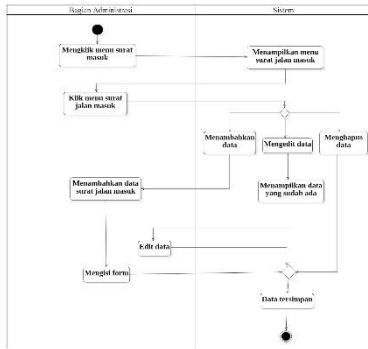 Bagian Administrasi
Sistem
Mengklik menu surat
masuk
Menampilkan menu
surat jalan masuk
Klik menu surat
jalan masuk
Menambahkan
data
Mengedit data
Menghapus
data
Menambahkan data
surat jalan masuk
Menampilkan data
yang sudah ada
Edit data
Mengisi form
Data tersimpan